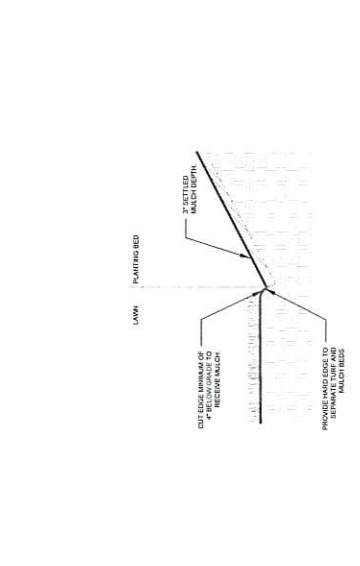 LAWN
PLANTING BED
3" SETTLED
MULCH DEPTH.
CUT EDGE MINIMUM OF
4" BELOW GRADE TO
RECEIVE MULCH
PROVIDE HARD EDGE TO
SEPARATE TURF AND
MULCH BEDS